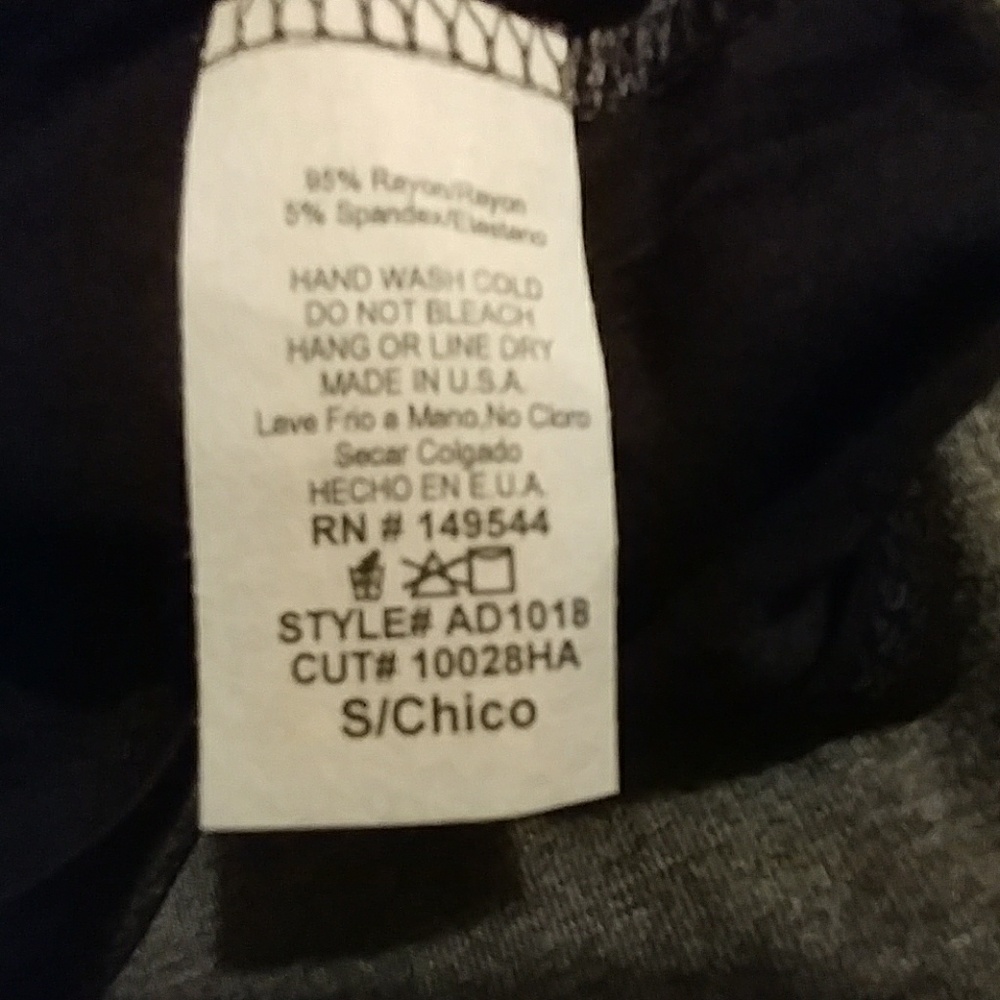 95% Rayon/Rayon
5% Spandex/Elastano
HAND WASH COLD
DO NOT BLEACH
HANG OR LINE DRY
MADE IN U.S.A.
Lave Frio a Mano,No Cloro
Secar Colgado
HECHO EN E.U.A.
RN # 149544
STYLE# AD1018
CUT# 10028HA
S/Chico